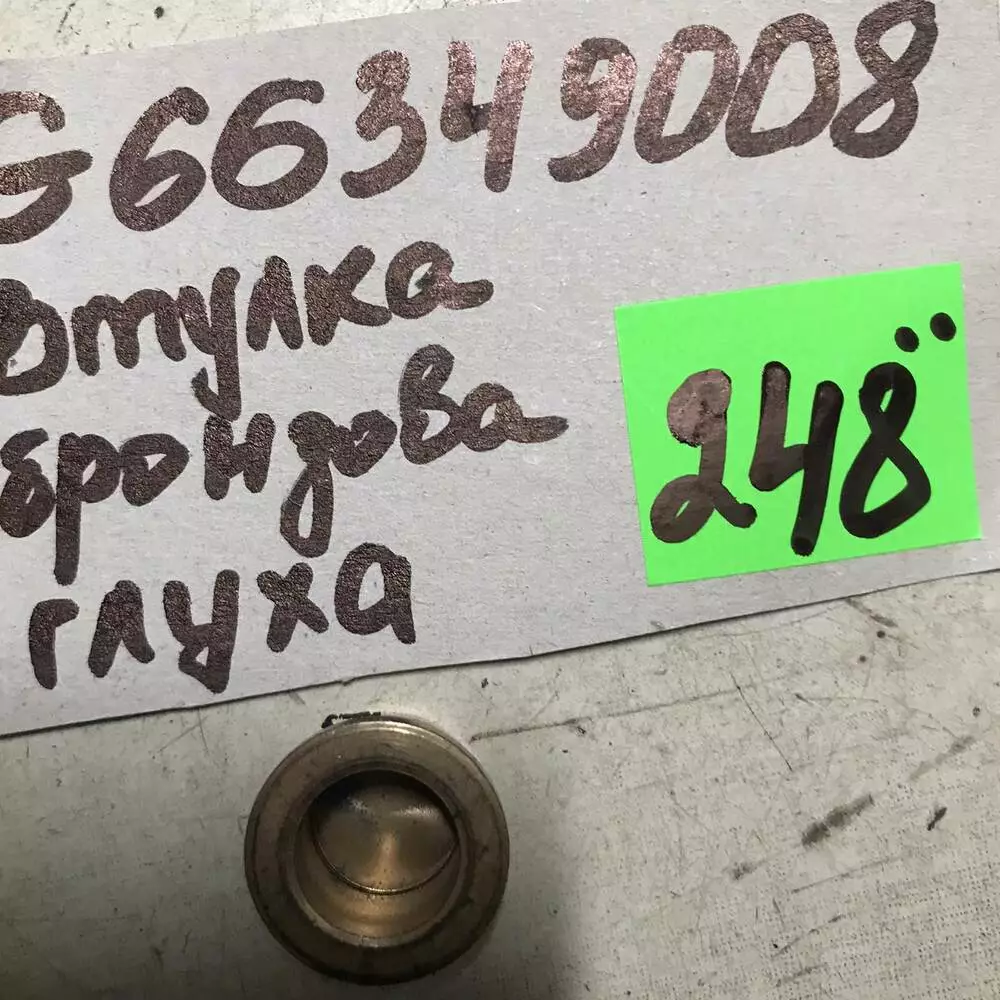 G66349008
втулка
бронзова
глуха
248